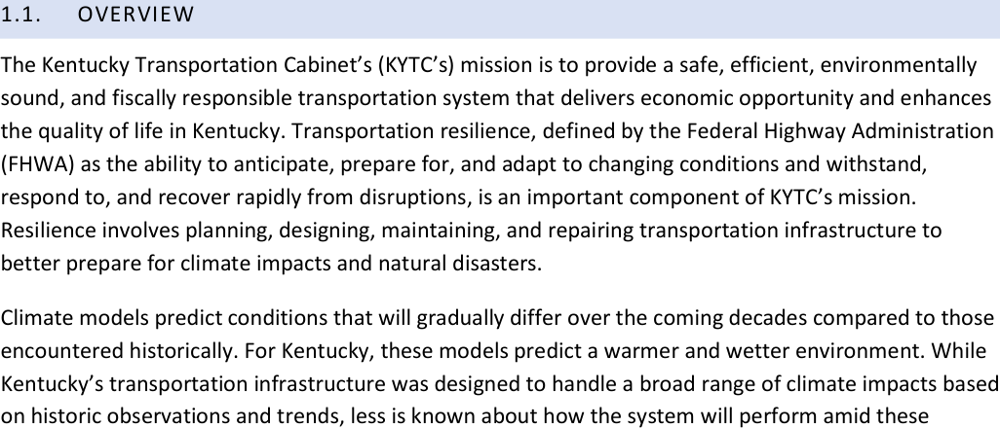 1.1. OVERVIEW
The Kentucky Transportation Cabinet’s (KYTC’s) mission is to provide a safe, efficient, environmentally
sound, and fiscally responsible transportation system that delivers economic opportunity and enhances
the quality of life in Kentucky. Transportation resilience, defined by the Federal Highway Administration
(FHWA) as the ability to anticipate, prepare for, and adapt to changing conditions and withstand,
respond to, and recover rapidly from disruptions, is an important component of KYTC’s mission.
Resilience involves planning, designing, maintaining, and repairing transportation infrastructure to
better prepare for climate impacts and natural disasters.
Climate models predict conditions that will gradually differ over the coming decades compared to those
encountered historically. For Kentucky, these models predict a warmer and wetter environment. While
Kentucky’s transportation infrastructure was designed to handle a broad range of climate impacts based
on historic observations and trends, less is known about how the system will perform amid these